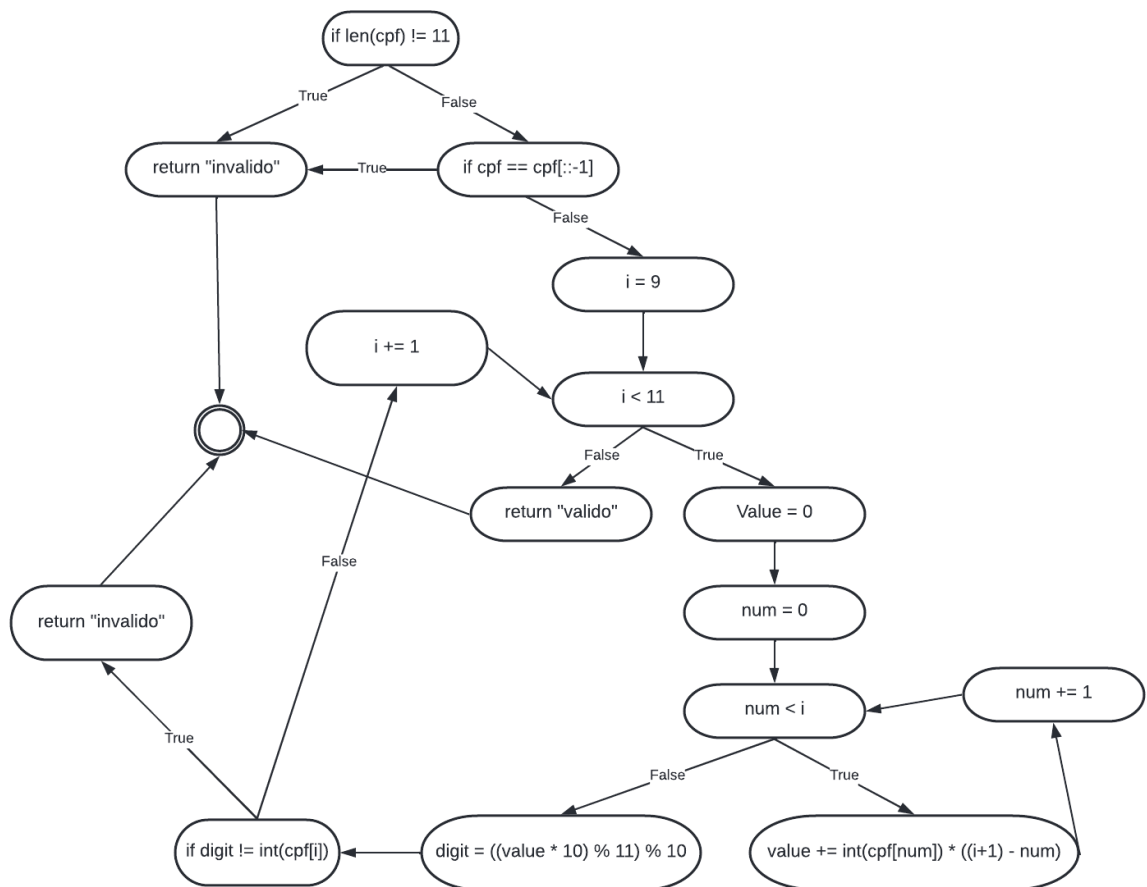 if len(cpf) != 11
True
False
return "invalido"
True
if cpf == cpf[::-1]
False
i = 9
i += 1
i < 11
False
True
return "valido"
Value = 0
False
num = 0
return "invalido"
num < i
num += 1
True
False
True
if digit != int(cpf[i])
digit = ((value * 10) % 11) % 10
value += int(cpf[num]) * ((i+1) - num)